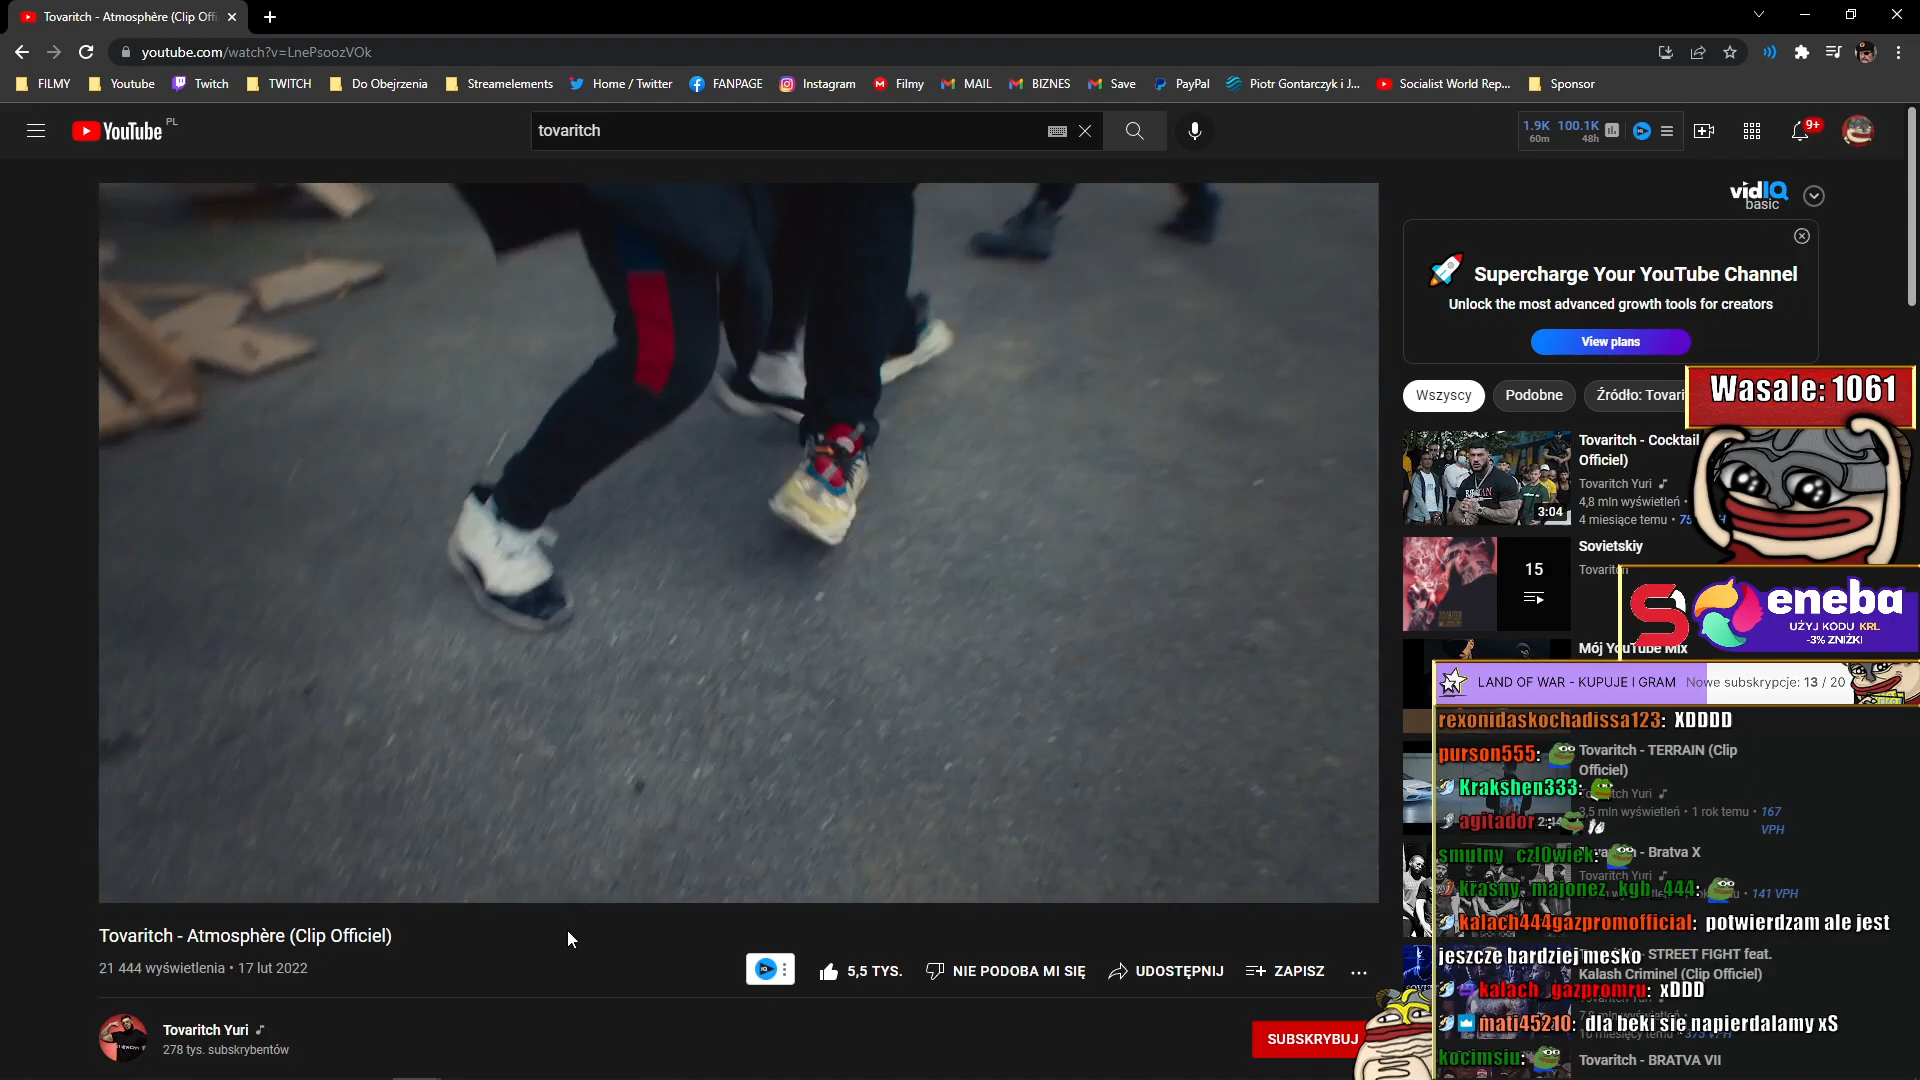 Tovaritch - Atmosphère (Clip Offi
youtube.com/watch?v=LnePsoozVOk
FILMY Youtube Twitch TWITCH Do Obejrzenia Streamelements Home / Twitter FANPAGE Instagram Filmy MAIL BIZNES Save PayPal Piotr Gontarczyk i J... Socialist World Rep... Sponsor
YouTube PL
tovaritch
1.9K 100.1K
60m 48h
9+
vidIQ
basic
Supercharge Your YouTube Channel
Unlock the most advanced growth tools for creators
View plans
Wszyscy Podobne Źródło: Tovari
Wasale: 1061
Tovaritch - Cocktail
Officiel)
Tovaritch Yuri
4,8 mln wyświetleń •
4 miesiące temu • 75
3:04
Sovietskiy
15
eneba
UŻYJ KODU KRL
-3% ZNIŻKI
Mój YouTube Mix
LAND OF WAR - KUPUJE I GRAM Nowe subskrypcje: 13 / 20
rexonidaskochadissa123: XDDDD
purson555:
Tovaritch - TERRAIN (Clip
Officiel)
Krakshen333:
3,5 mln wyświetleń • 1 rok temu • 167
VPH
agitador :
smutny_czl0wiek:
- Bratva X
krasny_majonez_kgb_444:
• 141 VPH
kalach444gazpromofficial: potwierdzam ale jest
jeszcze bardziej meśko
- STREET FIGHT feat.
Kalash Criminel (Clip Officiel)
kalach_gazpromru: xDDD
mati45210: dla beki się napierdalamy xS
kocimsiu:
Tovaritch - BRATVA VII
Tovaritch - Atmosphère (Clip Officiel)
21 444 wyświetlenia • 17 lut 2022
5,5 TYS. NIE PODOBA MI SIĘ UDOSTĘPNIJ ZAPISZ
Tovaritch Yuri
278 tys. subskrybentów
SUBSKRYBUJ